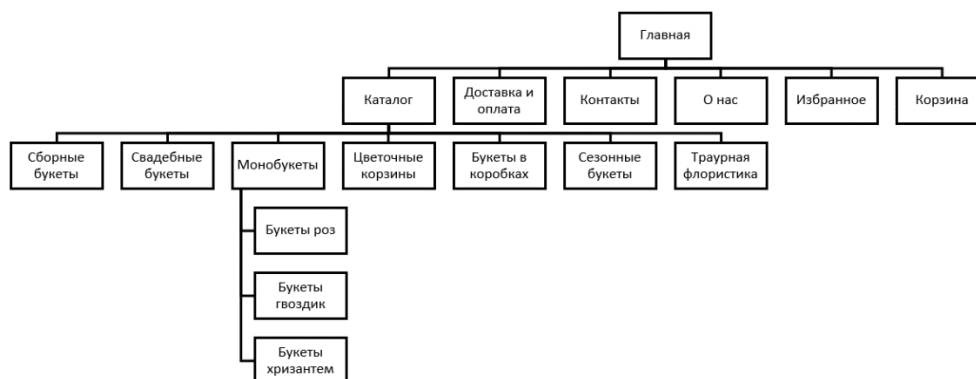 Главная
Каталог
Доставка и
оплата
Контакты
О нас
Избранное
Корзина
Сборные
букеты
Свадебные
букеты
Монобукеты
Цветочные
корзины
Букеты в
коробках
Сезонные
букеты
Траурная
флористика
Букеты роз
Букеты
гвоздик
Букеты
хризантем